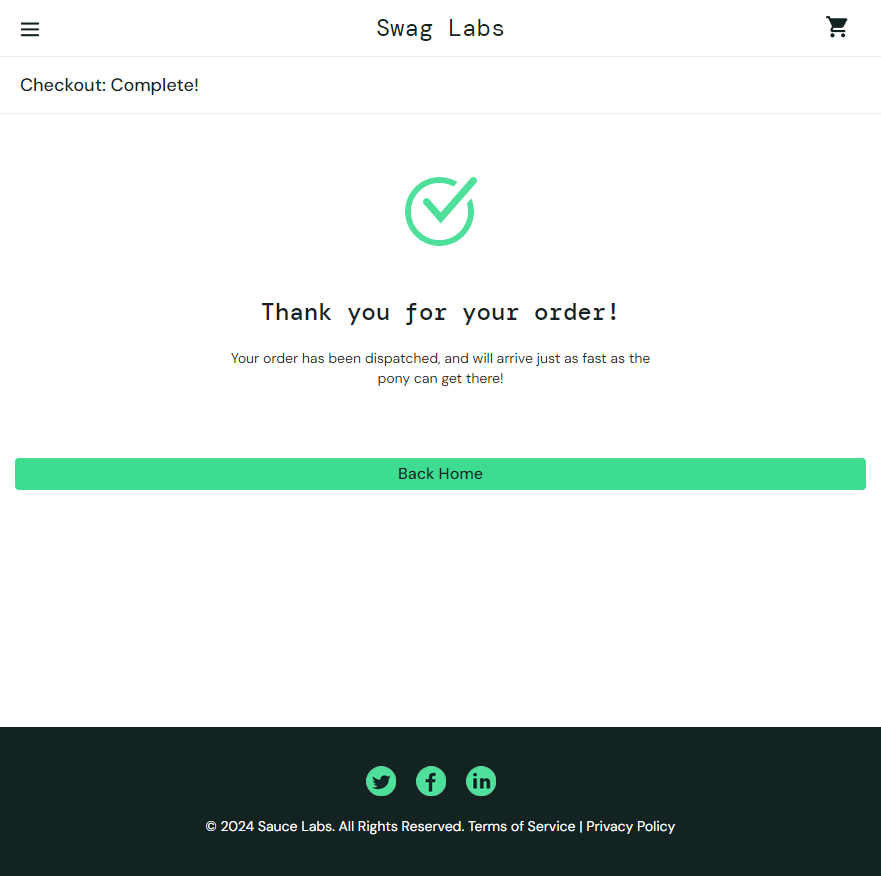 Swag Labs
Checkout: Complete!
Thank you for your order!
Your order has been dispatched, and will arrive just as fast as the
pony can get there!
Back Home
© 2024 Sauce Labs. All Rights Reserved. Terms of Service | Privacy Policy